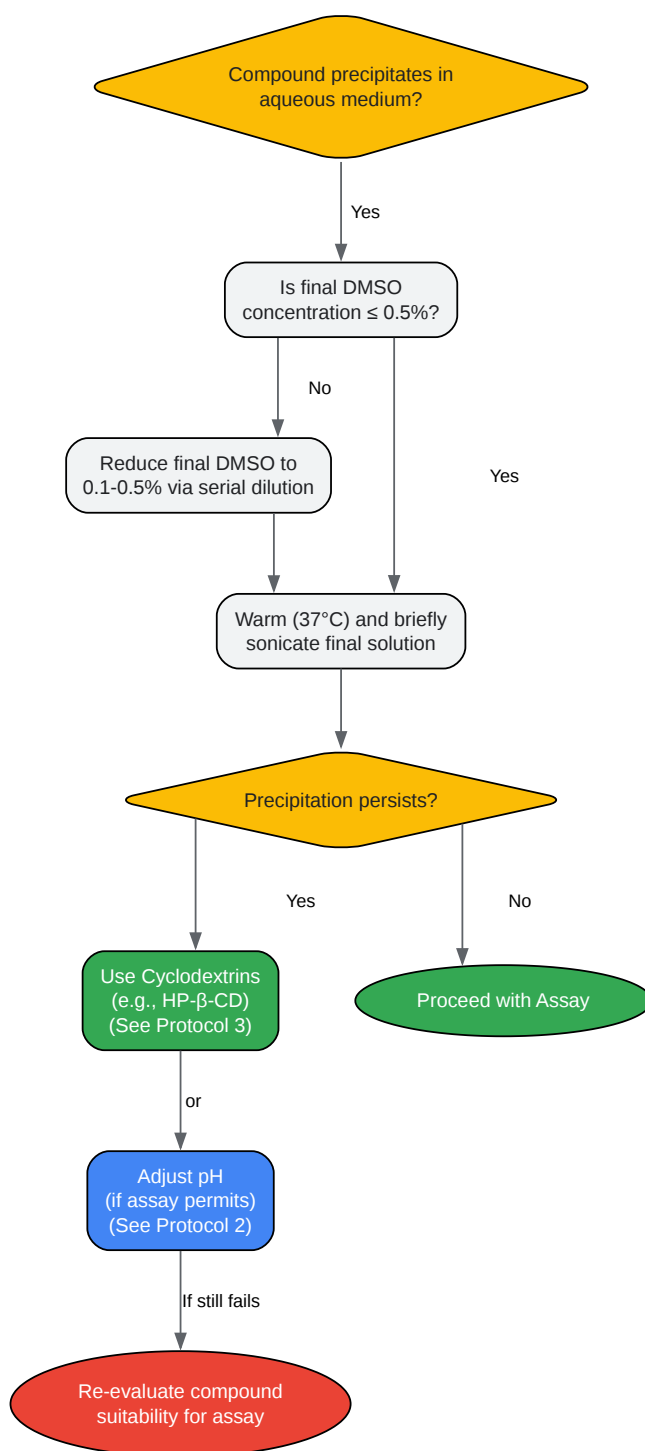 Compound precipitates in
aqueous medium?
Yes
Is final DMSO
concentration ≤ 0.5%?
No
Reduce final DMSO to
0.1-0.5% via serial dilution
Yes
Warm (37°C) and briefly
sonicate final solution
Precipitation persists?
Yes
No
Use Cyclodextrins
(e.g., HP-β-CD)
(See Protocol 3)
Proceed with Assay
or
Adjust pH
(if assay permits)
(See Protocol 2)
If still fails
Re-evaluate compound
suitability for assay